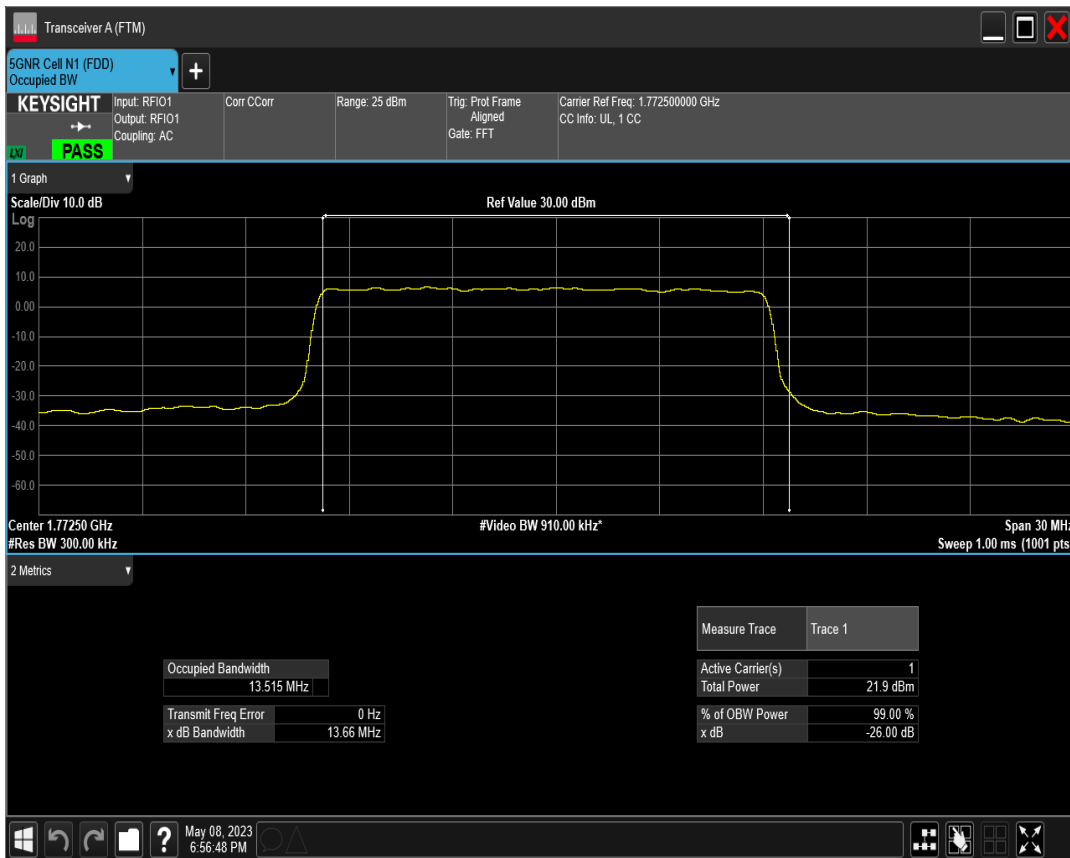 Transceiver A (FTM)
5GNR Cell N1 (FDD)
Occupied BW
+
KEYSIGHT
LXI
PASS
Input: RFIO1
Output: RFIO1
Coupling: AC
Corr CCorr
Range: 25 dBm
Trig: Prot Frame
Aligned
Gate: FFT
Carrier Ref Freq: 1.772500000 GHz
CC Info: UL, 1 CC
1 Graph
Scale/Div 10.0 dB
Ref Value 30.00 dBm
Log
20.0
10.0
0.00
-10.0
-20.0
-30.0
-40.0
-50.0
-60.0
Center 1.77250 GHz
#Video BW 910.00 kHz*
Span 30 MHz
#Res BW 300.00 kHz
Sweep 1.00 ms (1001 pts
2 Metrics
Measure Trace Trace 1
Occupied Bandwidth
13.515 MHz
Active Carrier(s) 1
Total Power 21.9 dBm
Transmit Freq Error 0 Hz
x dB Bandwidth 13.66 MHz
% of OBW Power 99.00 %
x dB -26.00 dB
?
May 08, 2023
6:56:48 PM